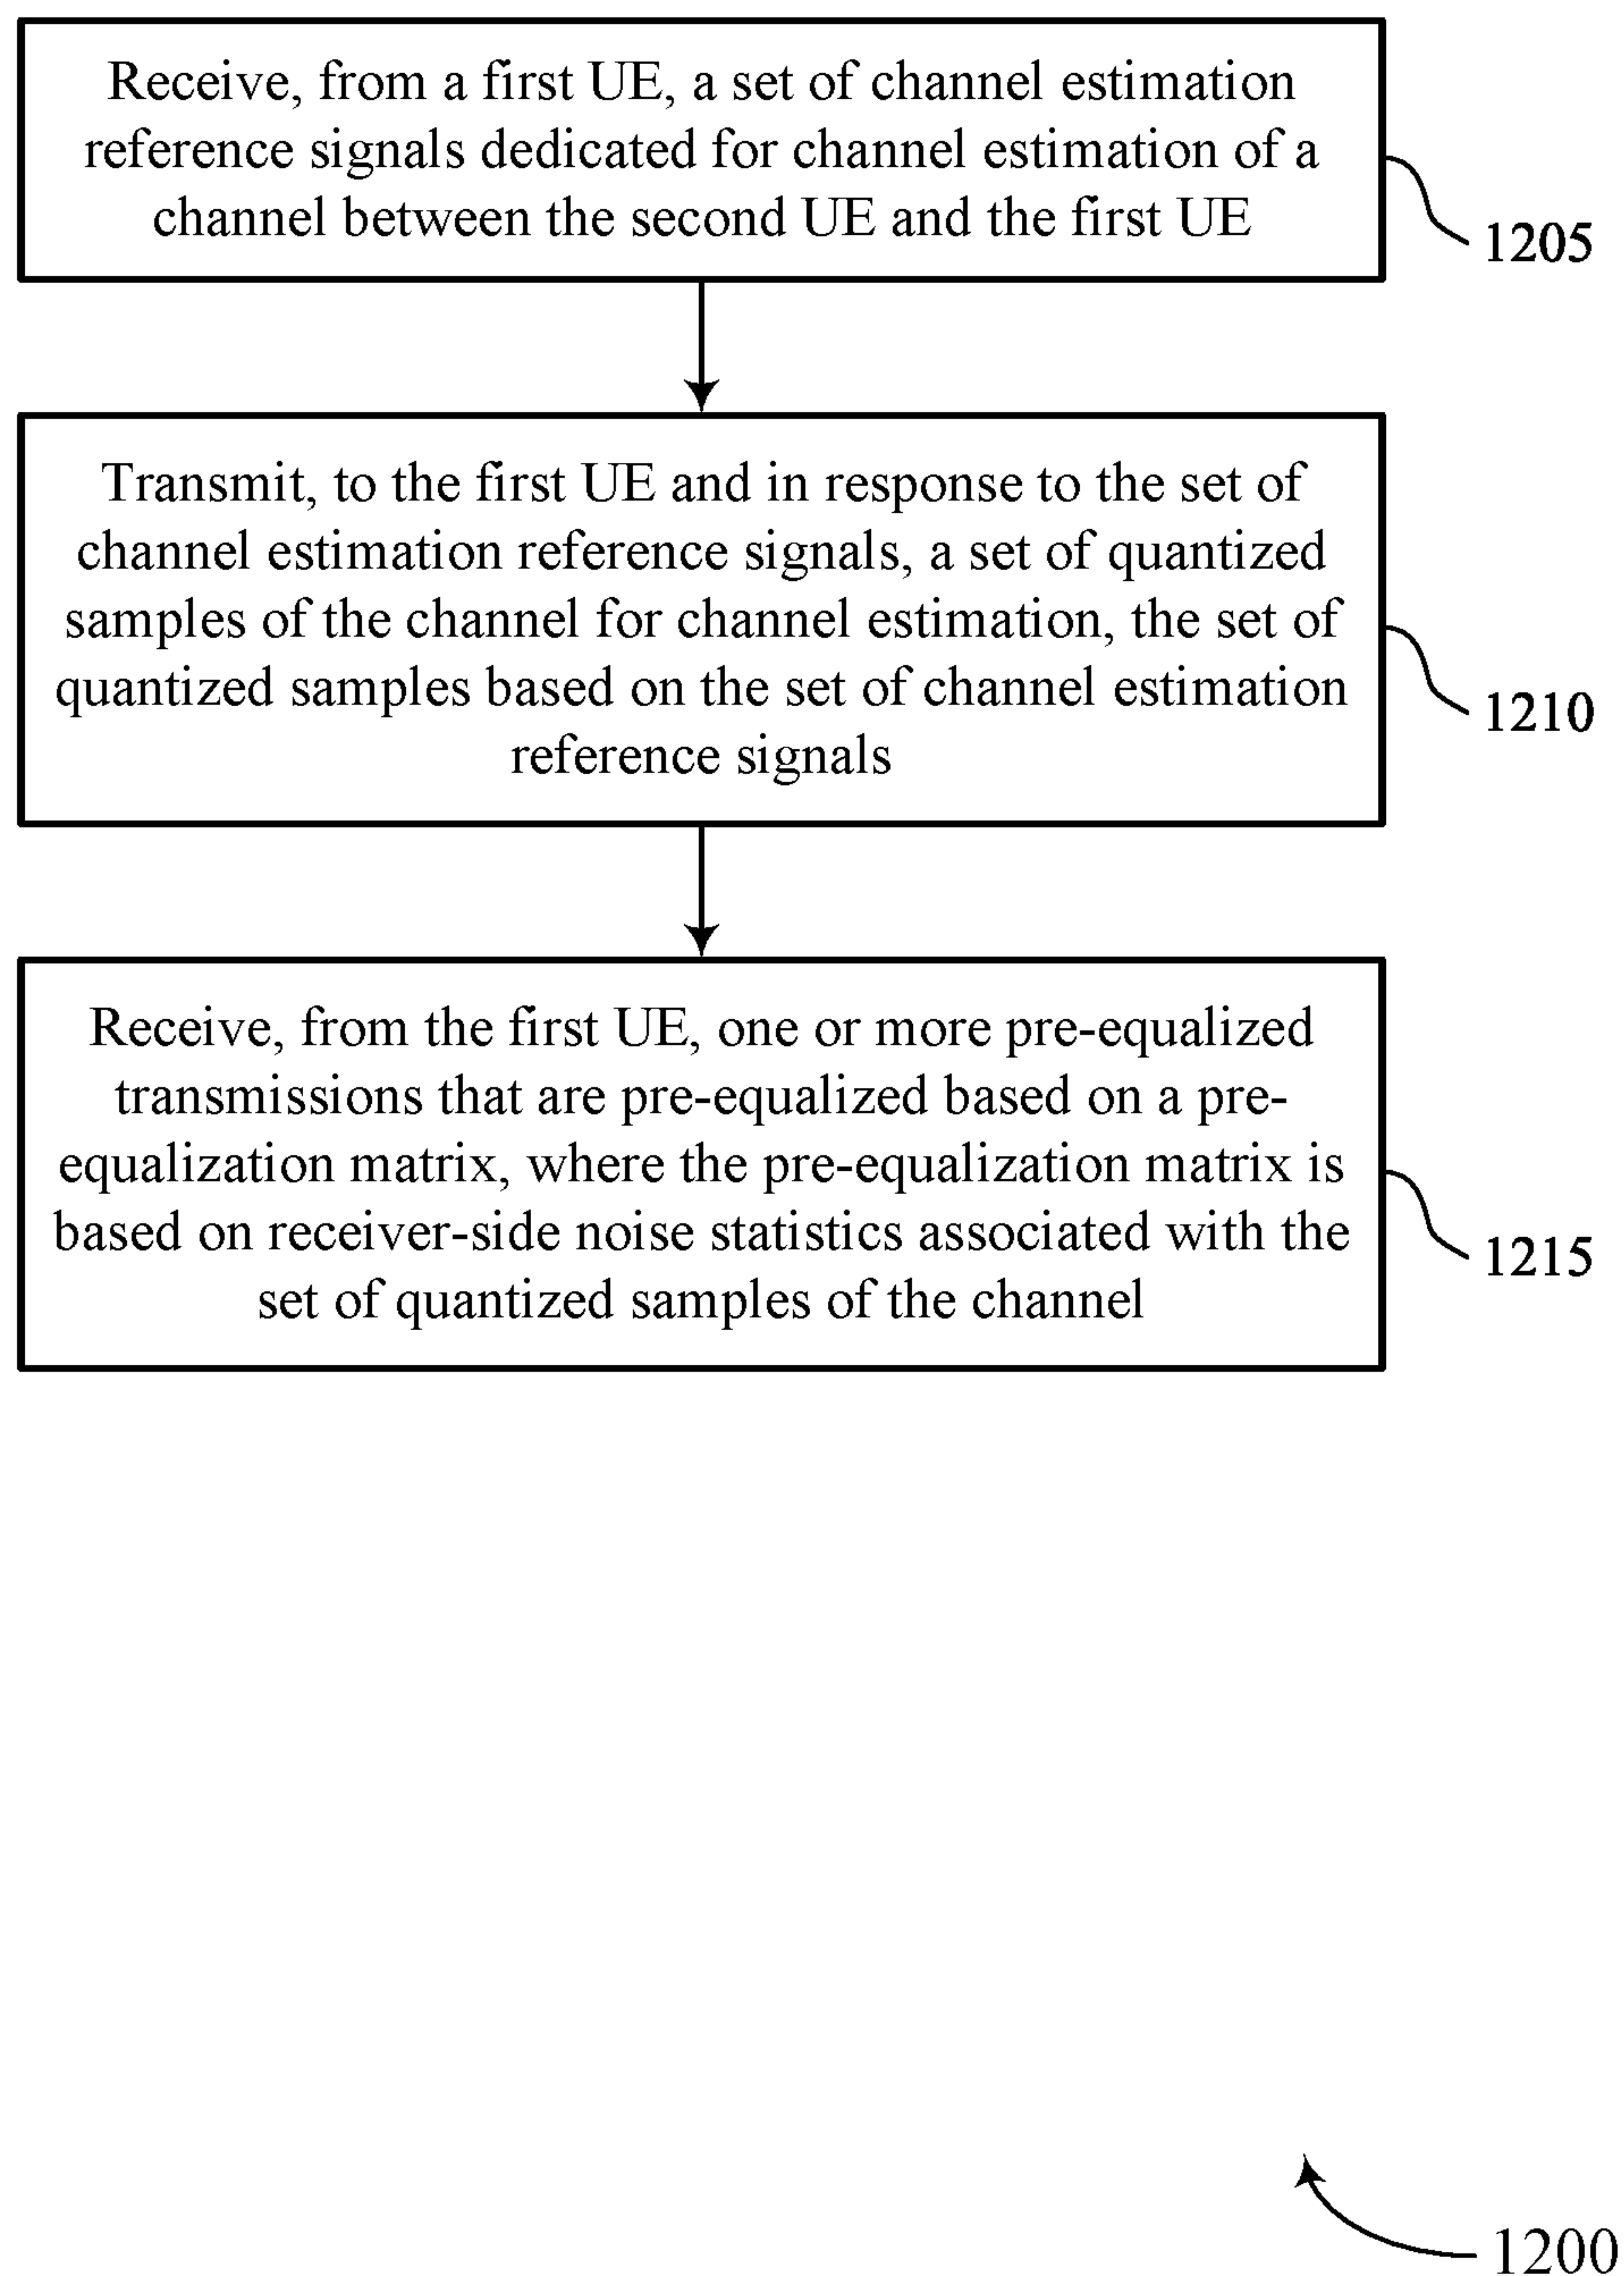 Receive, from a first UE, a set of channel estimation
reference signals dedicated for channel estimation of a
channel between the second UE and the first UE
1205
Transmit, to the first UE and in response to the set of
channel estimation reference signals, a set of quantized
samples of the channel for channel estimation, the set of
quantized samples based on the set of channel estimation
reference signals
1210
Receive, from the first UE, one or more pre-equalized
transmissions that are pre-equalized based on a pre-
equalization matrix, where the pre-equalization matrix is
based on receiver-side noise statistics associated with the
set of quantized samples of the channel
1215
1200